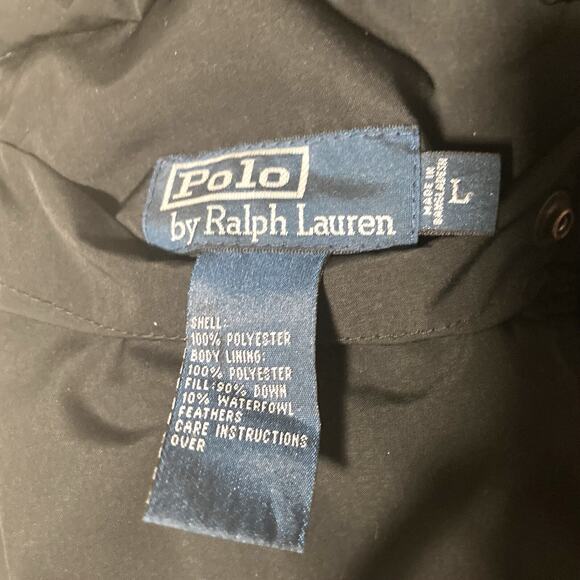 Polo
by Ralph Lauren
MADE IN
BANGLADESH
L
SHELL:
100% POLYESTER
BODY LINING:
100% POLYESTER
FILL:90% DOWN
10% WATERFOWL
FEATHERS
CARE INSTRUCTIONS
OVER